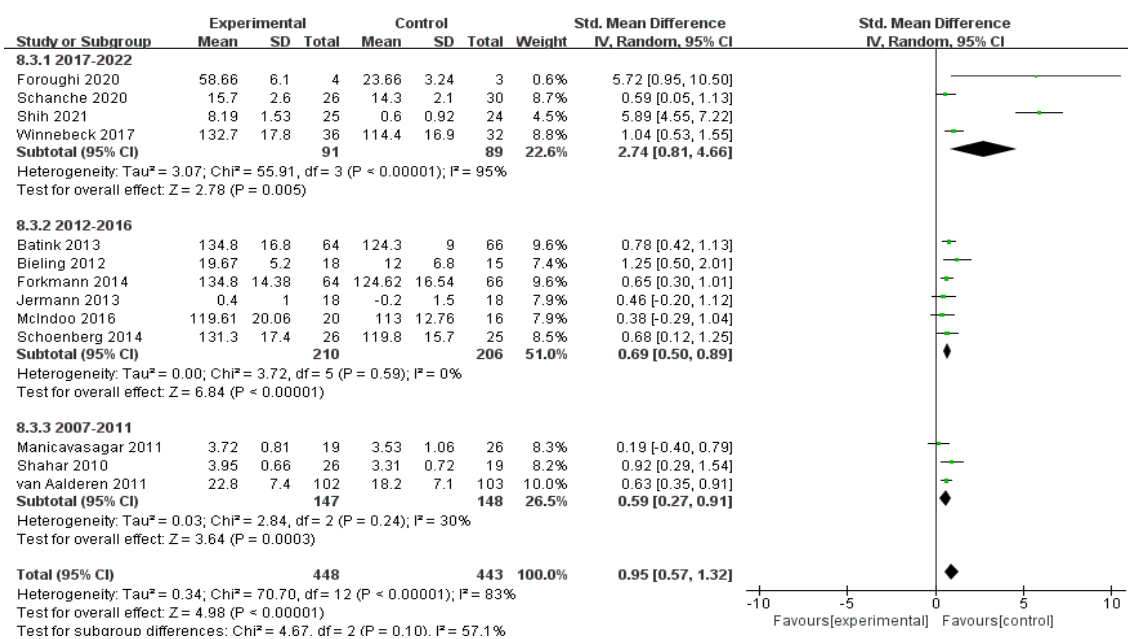 Experimental Control Std. Mean Difference Std. Mean Difference
Study or Subgroup Mean SD Total Mean SD Total Weight IV, Random, 95% CI IV, Random, 95% CI
8.3.1 2017-2022
Foroughi 2020 58.66 6.1 4 23.66 3.24 3 0.6% 5.72 [0.95, 10.50]
Schanche 2020 15.7 2.6 26 14.3 2.1 30 8.7% 0.59 [0.05, 1.13]
Shih 2021 8.19 1.53 25 0.6 0.92 24 4.5% 5.89 [4.55, 7.22]
Winnebeck 2017 132.7 17.8 36 114.4 16.9 32 8.8% 1.04 [0.53, 1.55]
Subtotal (95% CI) 91 89 22.6% 2.74 [0.81, 4.66]
Heterogeneity: Tau² = 3.07; Chi² = 55.91, df = 3 (P < 0.00001); I² = 95%
Test for overall effect: Z = 2.78 (P = 0.005)
8.3.2 2012-2016
Batink 2013 134.8 16.8 64 124.3 9 66 9.6% 0.78 [0.42, 1.13]
Bieling 2012 19.67 5.2 18 12 6.8 15 7.4% 1.25 [0.50, 2.01]
Forkmann 2014 134.8 14.38 64 124.62 16.54 66 9.6% 0.65 [0.30, 1.01]
Jermann 2013 0.4 1 18 -0.2 1.5 18 7.9% 0.46 [-0.20, 1.12]
McIndoo 2016 119.61 20.06 20 113 12.76 16 7.9% 0.38 [-0.29, 1.04]
Schoenberg 2014 131.3 17.4 26 119.8 15.7 25 8.5% 0.68 [0.12, 1.25]
Subtotal (95% CI) 210 206 51.0% 0.69 [0.50, 0.89]
Heterogeneity: Tau² = 0.00; Chi² = 3.72, df = 5 (P = 0.59); I² = 0%
Test for overall effect: Z = 6.84 (P < 0.00001)
8.3.3 2007-2011
Manicavasagar 2011 3.72 0.81 19 3.53 1.06 26 8.3% 0.19 [-0.40, 0.79]
Shahar 2010 3.95 0.66 26 3.31 0.72 19 8.2% 0.92 [0.29, 1.54]
van Aalderen 2011 22.8 7.4 102 18.2 7.1 103 10.0% 0.63 [0.35, 0.91]
Subtotal (95% CI) 147 148 26.5% 0.59 [0.27, 0.91]
Heterogeneity: Tau² = 0.03; Chi² = 2.84, df = 2 (P = 0.24); I² = 30%
Test for overall effect: Z = 3.64 (P = 0.0003)
Total (95% CI) 448 443 100.0% 0.95 [0.57, 1.32]
Heterogeneity: Tau² = 0.34; Chi² = 70.70, df = 12 (P < 0.00001); I² = 83%
Test for overall effect: Z = 4.98 (P < 0.00001)
Test for subgroup differences: Chi² = 4.67, df = 2 (P = 0.10), I² = 57.1%
-10 -5 0 5 10
Favours[experimental] Favours[control]